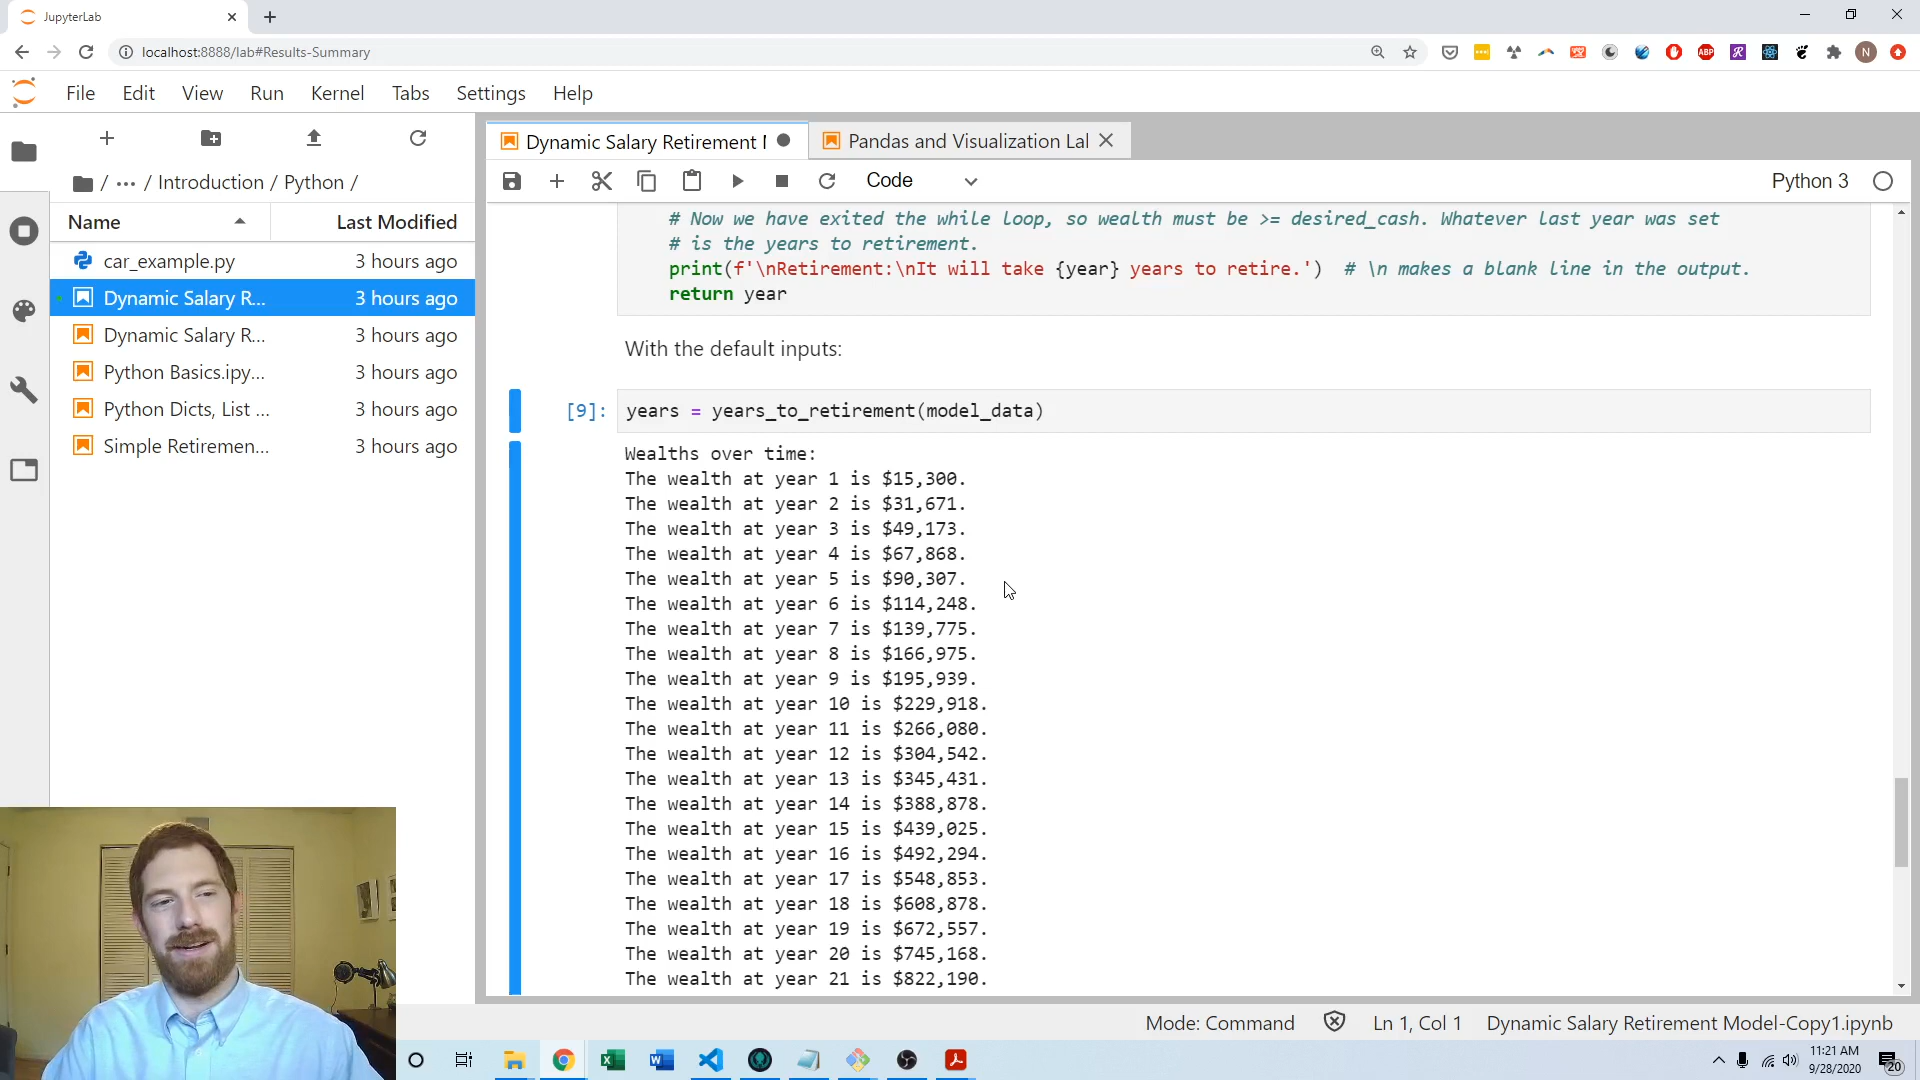 JupyterLab
localhost:8888/lab#Results-Summary
ABP
N
File Edit View Run Kernel Tabs Settings Help
Dynamic Salary Retirement
Pandas and Visualization Lal
/ ... / Introduction / Python /
Code
Python 3
Name Last Modified
car_example.py 3 hours ago
Dynamic Salary R... 3 hours ago
Dynamic Salary R... 3 hours ago
Python Basics.ipy... 3 hours ago
Python Dicts, List ... 3 hours ago
Simple Retiremen... 3 hours ago
# Now we have exited the while loop, so wealth must be >= desired_cash. Whatever last year was set
# is the years to retirement.
print(f'\nRetirement:\nIt will take {year} years to retire.')  # \n makes a blank line in the output.
return year
With the default inputs:
[9]: years = years_to_retirement(model_data)
Wealths over time:
The wealth at year 1 is $15,300.
The wealth at year 2 is $31,671.
The wealth at year 3 is $49,173.
The wealth at year 4 is $67,868.
The wealth at year 5 is $90,307.
The wealth at year 6 is $114,248.
The wealth at year 7 is $139,775.
The wealth at year 8 is $166,975.
The wealth at year 9 is $195,939.
The wealth at year 10 is $229,918.
The wealth at year 11 is $266,080.
The wealth at year 12 is $304,542.
The wealth at year 13 is $345,431.
The wealth at year 14 is $388,878.
The wealth at year 15 is $439,025.
The wealth at year 16 is $492,294.
The wealth at year 17 is $548,853.
The wealth at year 18 is $608,878.
The wealth at year 19 is $672,557.
The wealth at year 20 is $745,168.
The wealth at year 21 is $822,190.
Mode: Command Ln 1, Col 1 Dynamic Salary Retirement Model-Copy1.ipynb
11:21 AM
9/28/2020
20